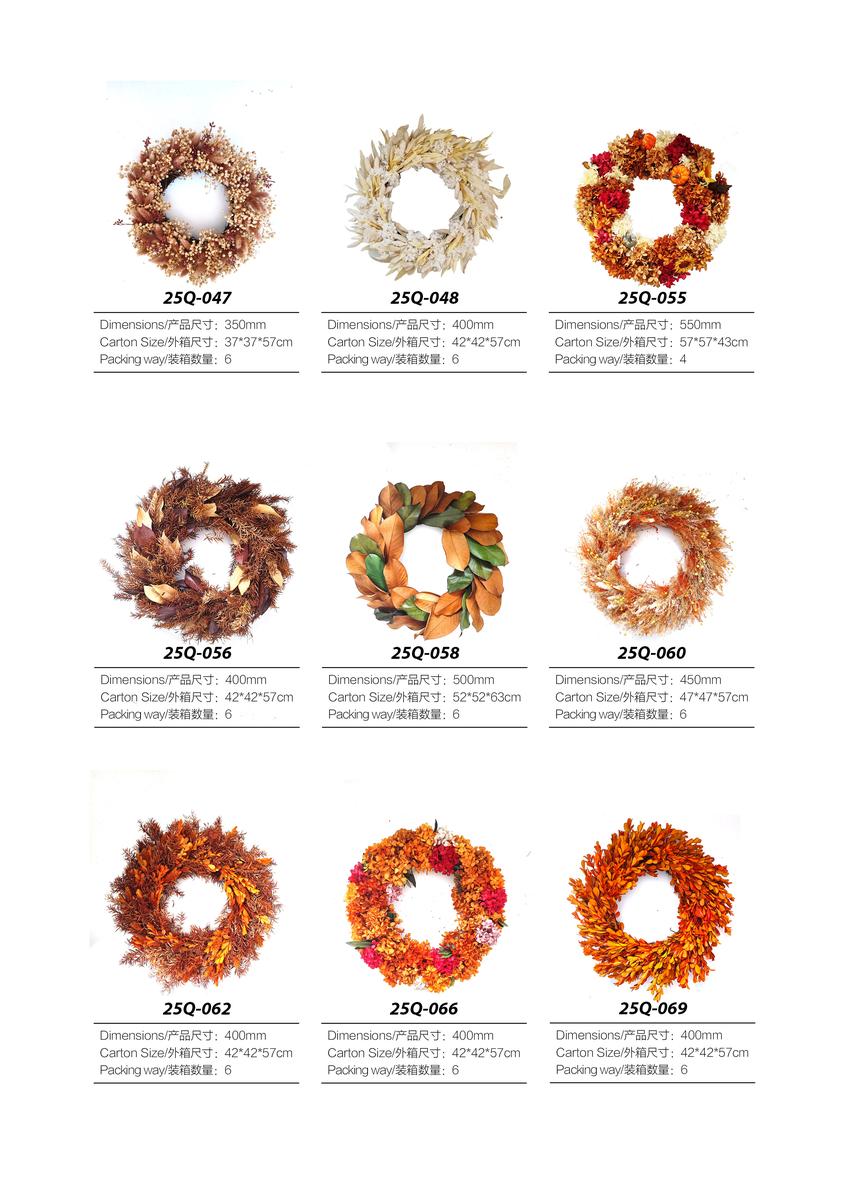 25Q-047
Dimensions/产品尺寸：350mm
Carton Size/外箱尺寸：37*37*57cm
Packing way/装箱数量：6
25Q-048
Dimensions/产品尺寸：400mm
Carton Size/外箱尺寸：42*42*57cm
Packing way/装箱数量：6
25Q-055
Dimensions/产品尺寸：550mm
Carton Size/外箱尺寸：57*57*43cm
Packing way/装箱数量：4
25Q-056
Dimensions/产品尺寸：400mm
Carton Size/外箱尺寸：42*42*57cm
Packing way/装箱数量：6
25Q-058
Dimensions/产品尺寸：500mm
Carton Size/外箱尺寸：52*52*63cm
Packing way/装箱数量：6
25Q-060
Dimensions/产品尺寸：450mm
Carton Size/外箱尺寸：47*47*57cm
Packing way/装箱数量：6
25Q-062
Dimensions/产品尺寸：400mm
Carton Size/外箱尺寸：42*42*57cm
Packing way/装箱数量：6
25Q-066
Dimensions/产品尺寸：400mm
Carton Size/外箱尺寸：42*42*57cm
Packing way/装箱数量：6
25Q-069
Dimensions/产品尺寸：400mm
Carton Size/外箱尺寸：42*42*57cm
Packing way/装箱数量：6